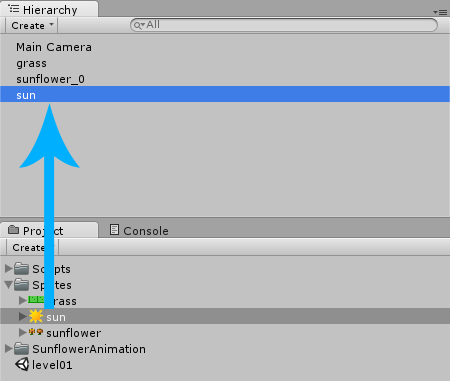 Hierarchy
Create All
Main Camera
grass
sunflower_0
sun
Project Console
Create
Scripts
Sprites
grass
sun
sunflower
SunflowerAnimation
level01